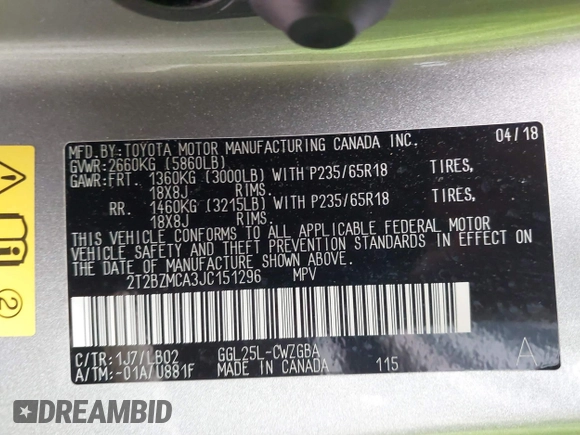 MFD.BY:TOYOTA MOTOR MANUFACTURING CANADA INC. 04/18
GVWR:2660KG (5860LB)
GAWR:FRT. 1360KG (3000LB) WITH P235/65R18 TIRES,
18X8J RIMS.
RR. 1460KG (3215LB) WITH P235/65R18 TIRES,
18X8J RIMS.
THIS VEHICLE CONFORMS TO ALL APPLICABLE FEDERAL MOTOR
VEHICLE SAFETY AND THEFT PREVENTION STANDARDS IN EFFECT ON
THE DATE OF MANUFACTURE SHOWN ABOVE.
2T2BZMCA3JC151296 MPV
C/TR:1J7/LB02 GGL25L-CWZGBA
A/TM:-01A/U881F MADE IN CANADA 115 A
2
DREAMBID